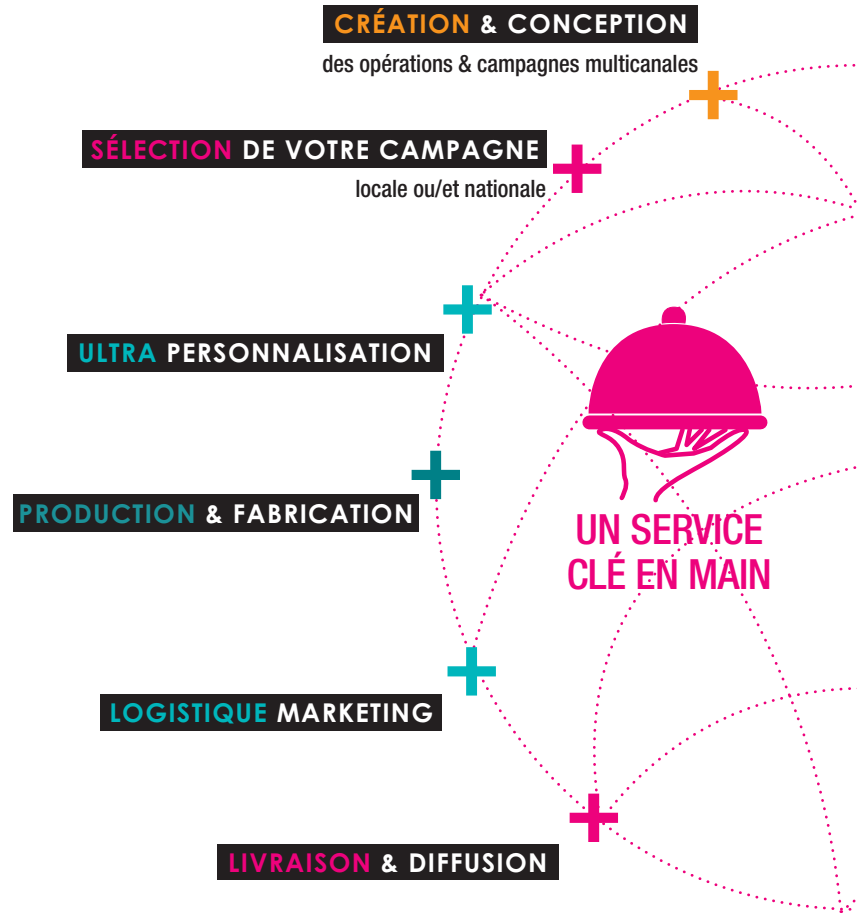 CRÉATION & CONCEPTION
des opérations & campagnes multicanales
SÉLECTION DE VOTRE CAMPAGNE
locale ou/et nationale
ULTRA PERSONNALISATION
PRODUCTION & FABRICATION
UN SERVICE
CLÉ EN MAIN
LOGISTIQUE MARKETING
LIVRAISON & DIFFUSION